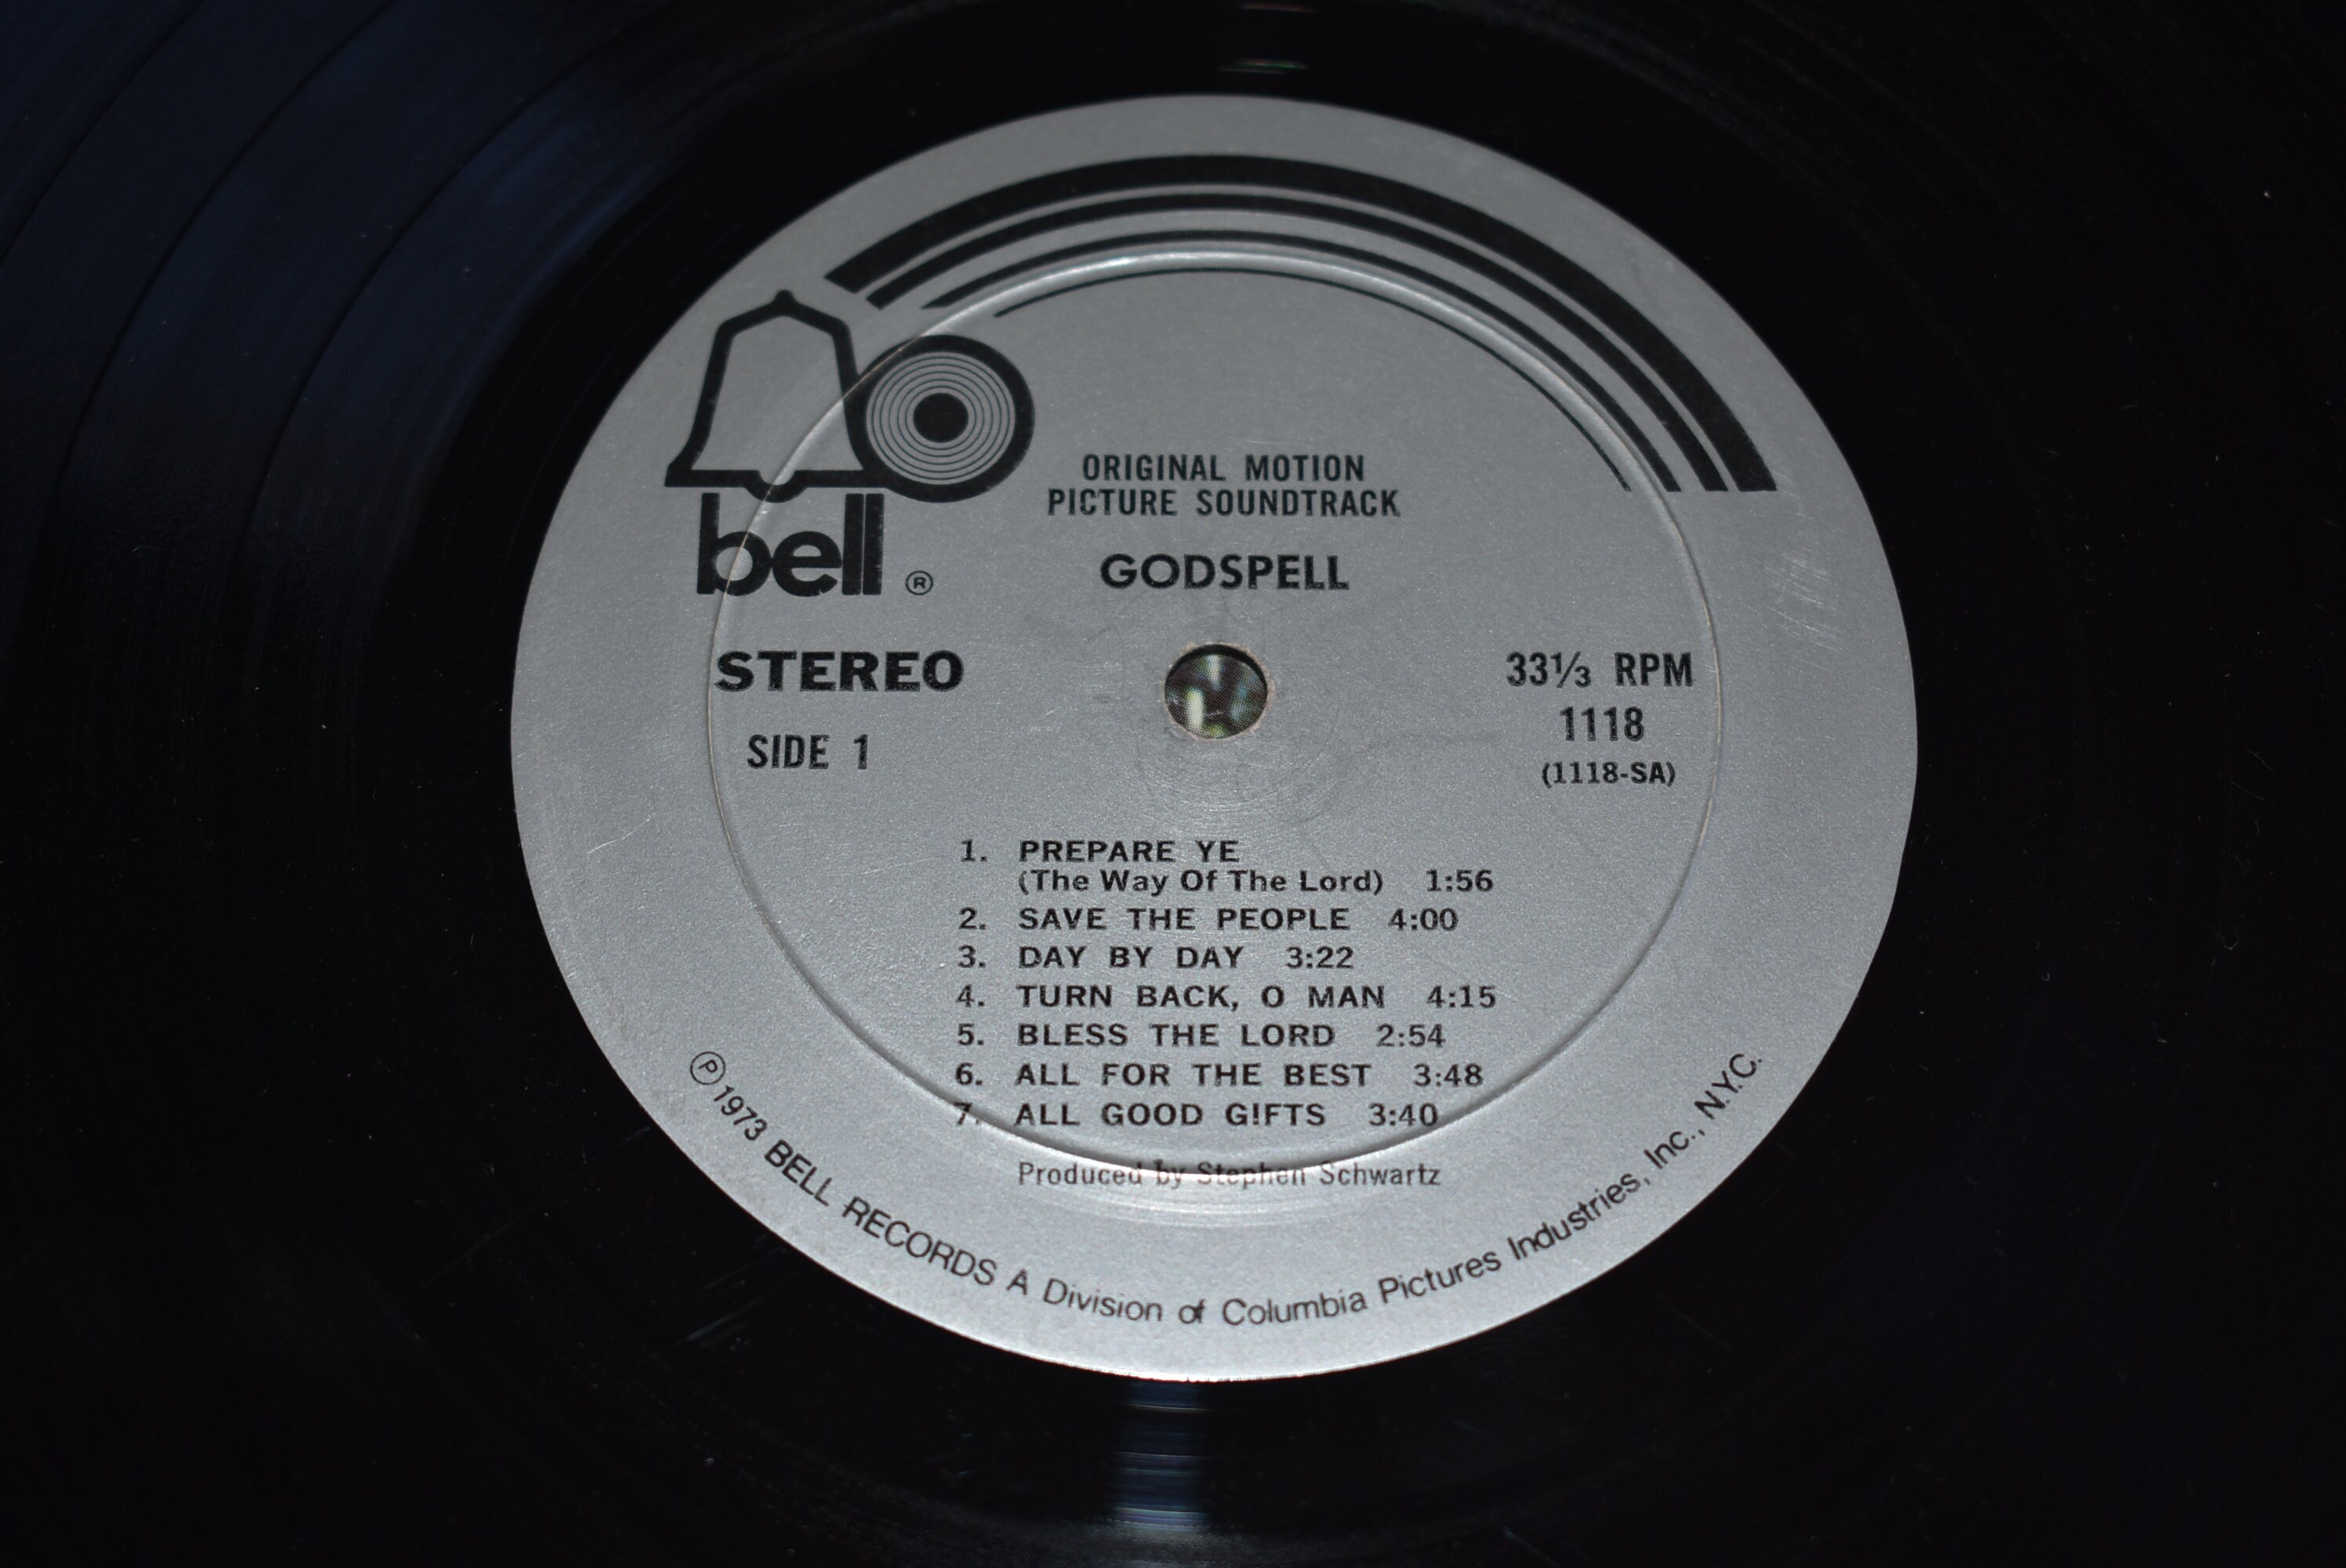 bell ®
ORIGINAL MOTION
PICTURE SOUNDTRACK
GODSPELL
STEREO
SIDE 1
33⅓ RPM
1118
(1118-SA)
1. PREPARE YE
(The Way Of The Lord) 1:56
2. SAVE THE PEOPLE 4:00
3. DAY BY DAY 3:22
4. TURN BACK, O MAN 4:15
5. BLESS THE LORD 2:54
6. ALL FOR THE BEST 3:48
7. ALL GOOD GIFTS 3:40
Produced by Stephen Schwartz
℗ 1973 BELL RECORDS A Division of Columbia Pictures Industries, Inc., N.Y.C.